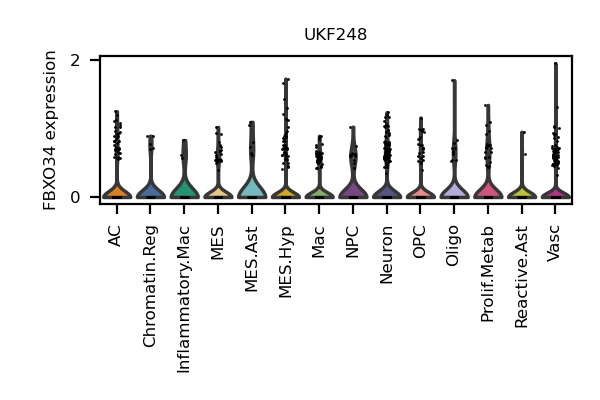 UKF248
FBXO34 expression
2
0
AC
Chromatin.Reg
Inflammatory.Mac
MES
MES.Ast
MES.Hyp
Mac
NPC
Neuron
OPC
Oligo
Prolif.Metab
Reactive.Ast
Vasc